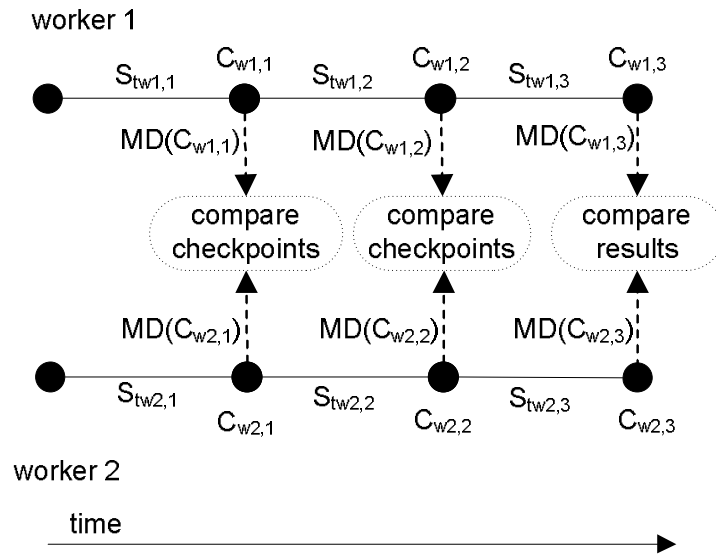 worker 1
S_tw1,1 C_w1,1 S_tw1,2 C_w1,2 S_tw1,3 C_w1,3
MD(C_w1,1) MD(C_w1,2) MD(C_w1,3)
compare checkpoints
compare checkpoints
compare results
MD(C_w2,1) MD(C_w2,2) MD(C_w2,3)
S_tw2,1 C_w2,1 S_tw2,2 C_w2,2 S_tw2,3 C_w2,3
worker 2
time